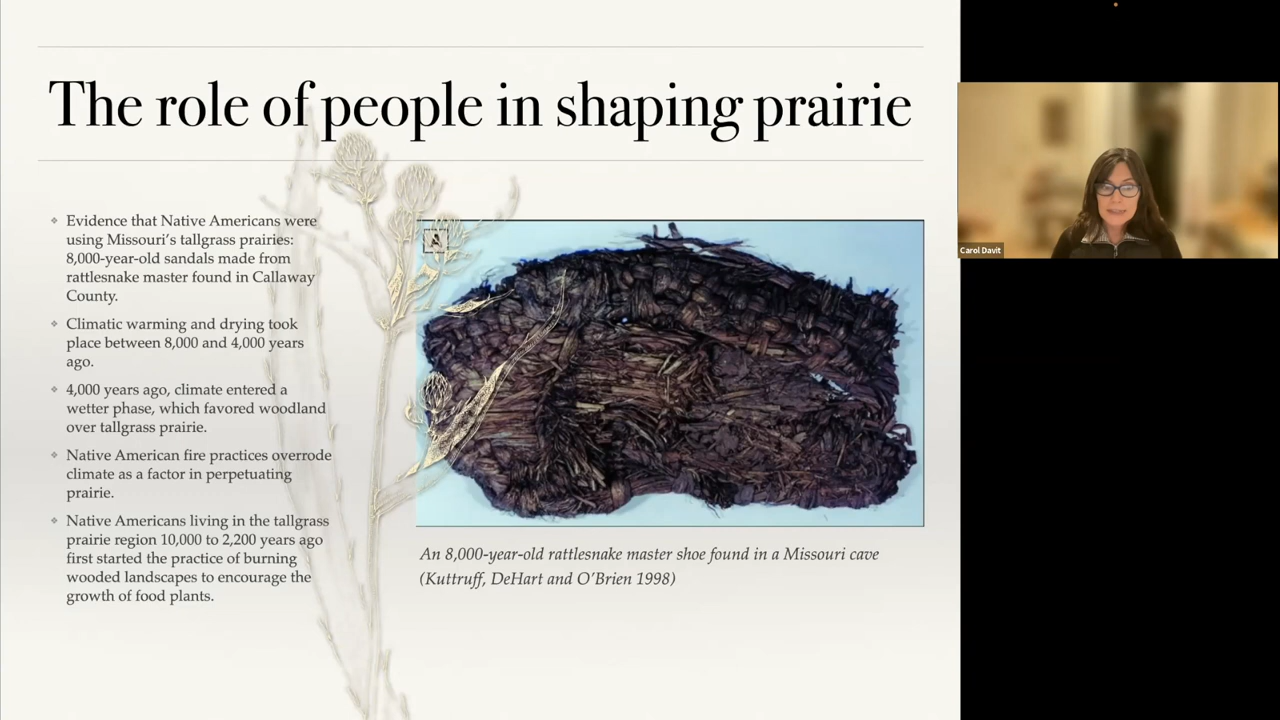 The role of people in shaping prairie
Evidence that Native Americans were
using Missouri's tallgrass prairies:
8,000-year-old sandals made from
rattlesnake master found in Callaway
County.
Climatic warming and drying took
place between 8,000 and 4,000 years
ago.
4,000 years ago, climate entered a
wetter phase, which favored woodland
over tallgrass prairie.
Native American fire practices overrode
climate as a factor in perpetuating
prairie.
Native Americans living in the tallgrass
prairie region 10,000 to 2,200 years ago
first started the practice of burning
wooded landscapes to encourage the
growth of food plants.
A
An 8,000-year-old rattlesnake master shoe found in a Missouri cave
(Kuttruff, DeHart and O'Brien 1998)
Carol Davit